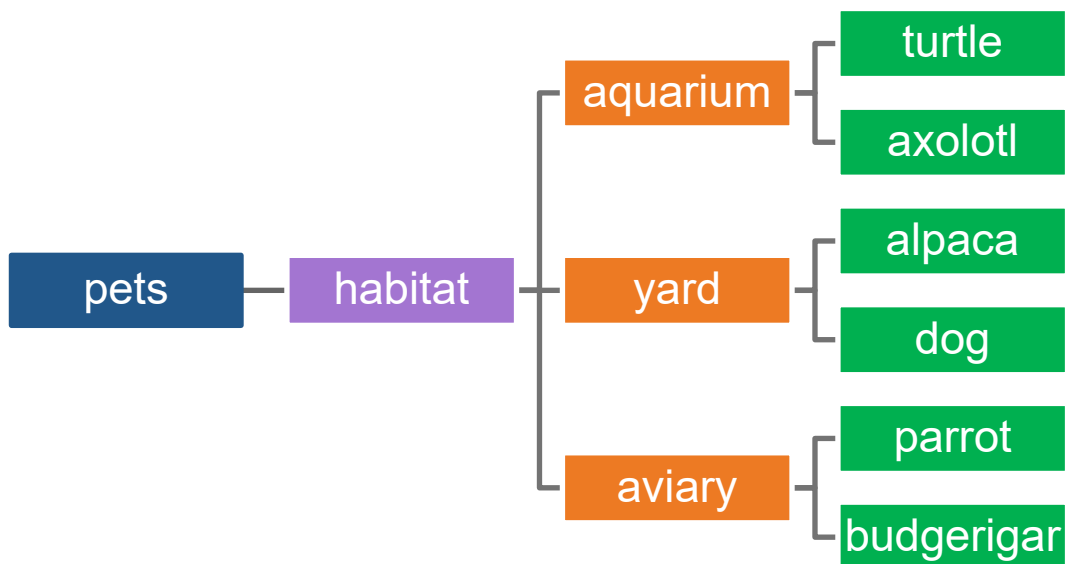 pets
habitat
aquarium
turtle
axolotl
yard
alpaca
dog
aviary
parrot
budgerigar